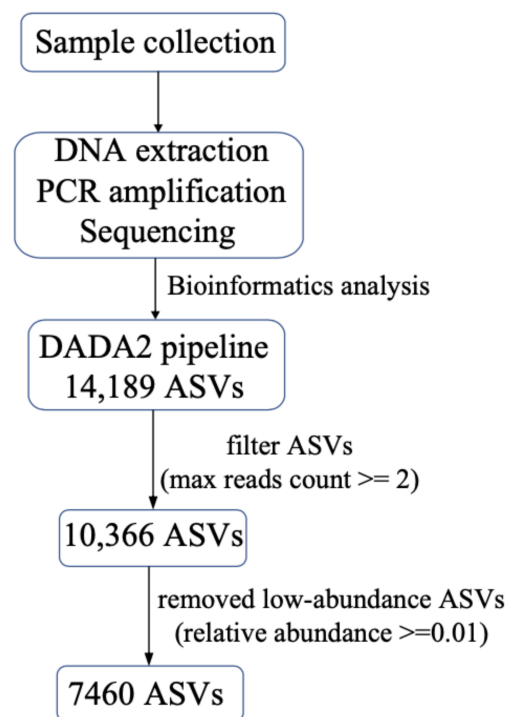 Sample collection
DNA extraction
PCR amplification
Sequencing
Bioinformatics analysis
DADA2 pipeline
14,189 ASVs
filter ASVs
(max reads count >= 2)
10,366 ASVs
removed low-abundance ASVs
(relative abundance >=0.01)
7460 ASVs